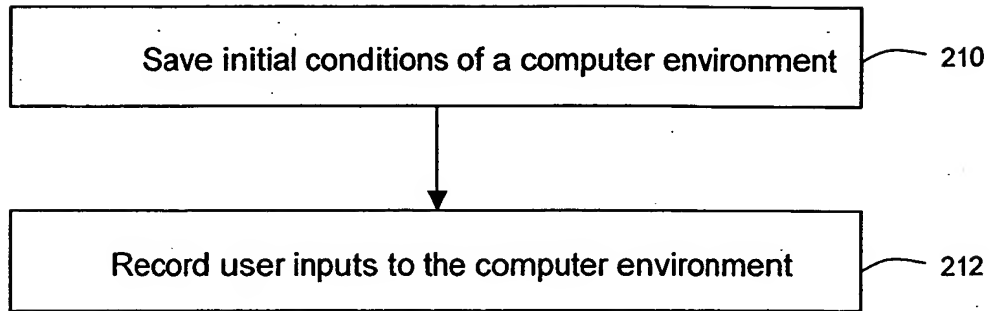 Save initial conditions of a computer environment
210
Record user inputs to the computer environment
212